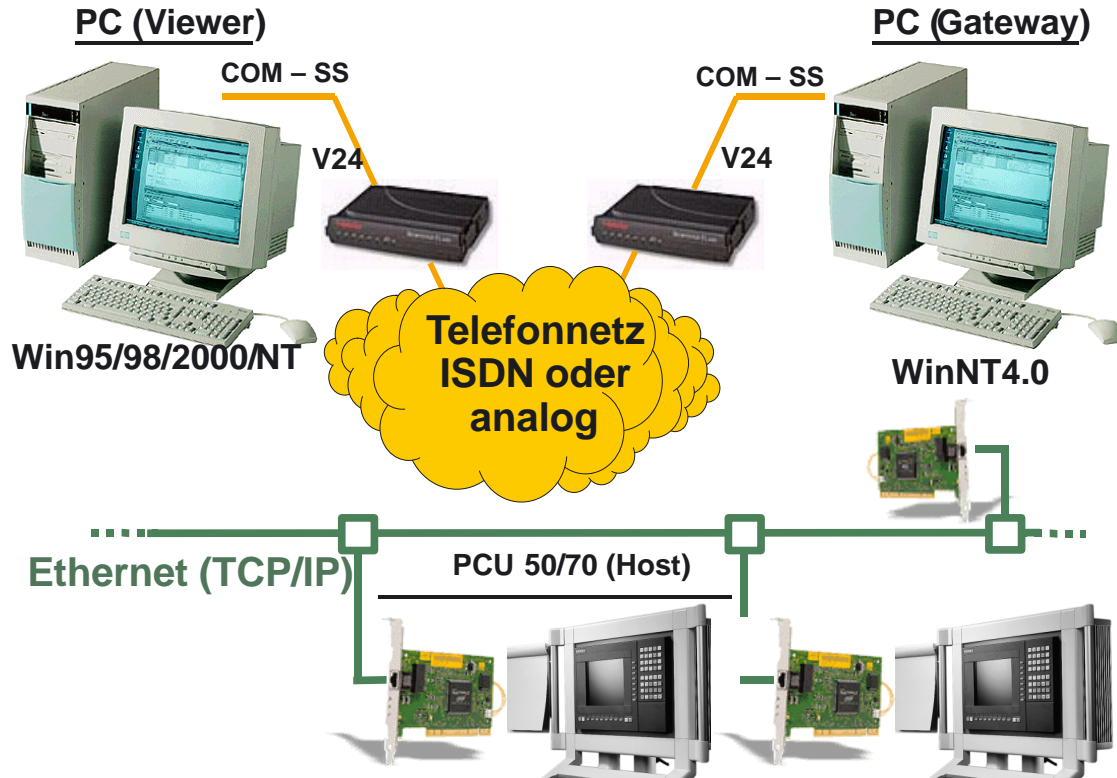 PC (Viewer)
PC (Gateway)
COM – SS
COM – SS
V24
V24
Telefonnetz
ISDN oder
analog
Win95/98/2000/NT
WinNT4.0
Ethernet (TCP/IP)
PCU 50/70 (Host)